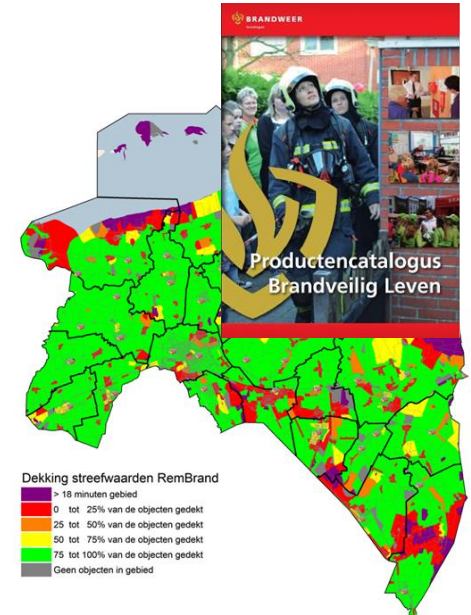 BRANDWEER
Groningen
Productencatalogus
Brandveilig Leven
Dekking streefwaarden RemBrand
> 18 minuten gebied
0 tot 25% van de objecten gedekt
25 tot 50% van de objecten gedekt
50 tot 75% van de objecten gedekt
75 tot 100% van de objecten gedekt
Geen objecten in gebied